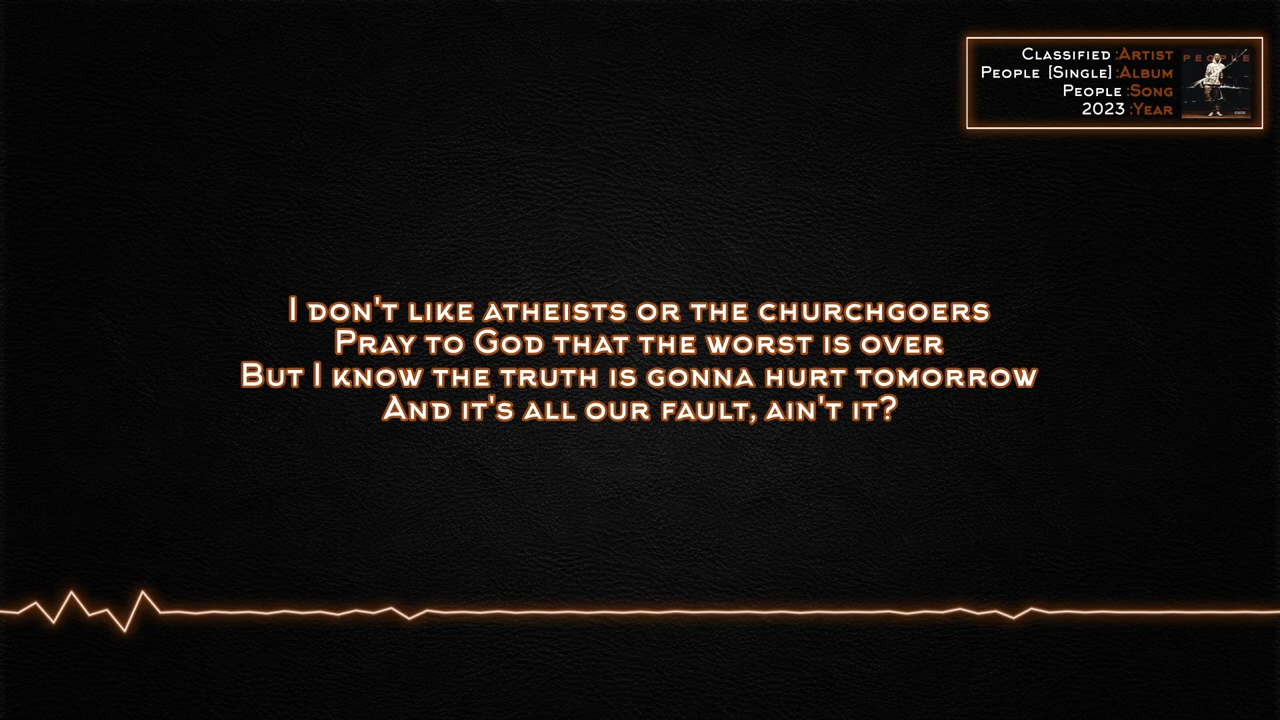 Classified :Artist
People [Single] :Album
People :Song
2023 :Year
PEOPLE
I don't like atheists or the churchgoers
Pray to God that the worst is over
But I know the truth is gonna hurt tomorrow
And it's all our fault, ain't it?